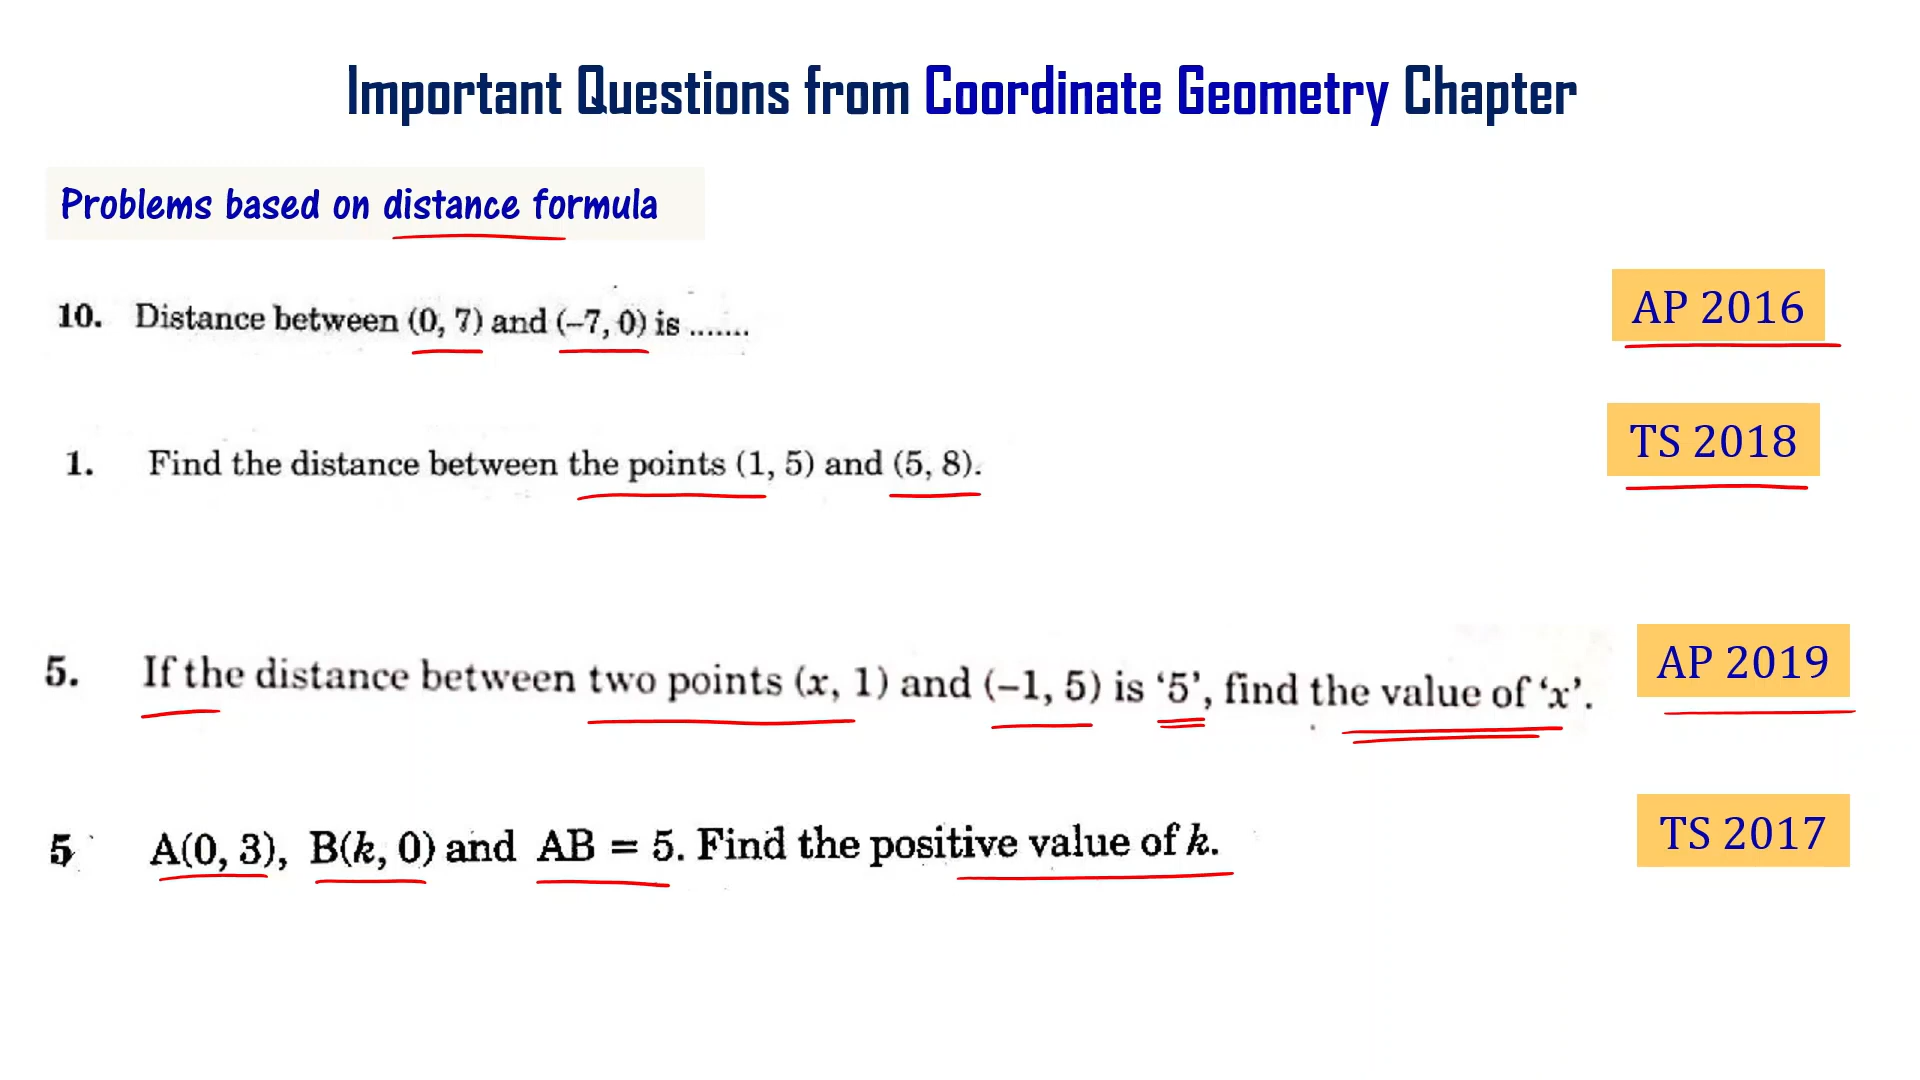 Important Questions from Coordinate Geometry Chapter
Problems based on distance formula
10. Distance between (0, 7) and (–7, 0) is ....... AP 2016
1. Find the distance between the points (1, 5) and (5, 8). TS 2018
5. If the distance between two points (x, 1) and (–1, 5) is ‘5’, find the value of ‘x’. AP 2019
5 A(0, 3), B(k, 0) and AB = 5. Find the positive value of k. TS 2017